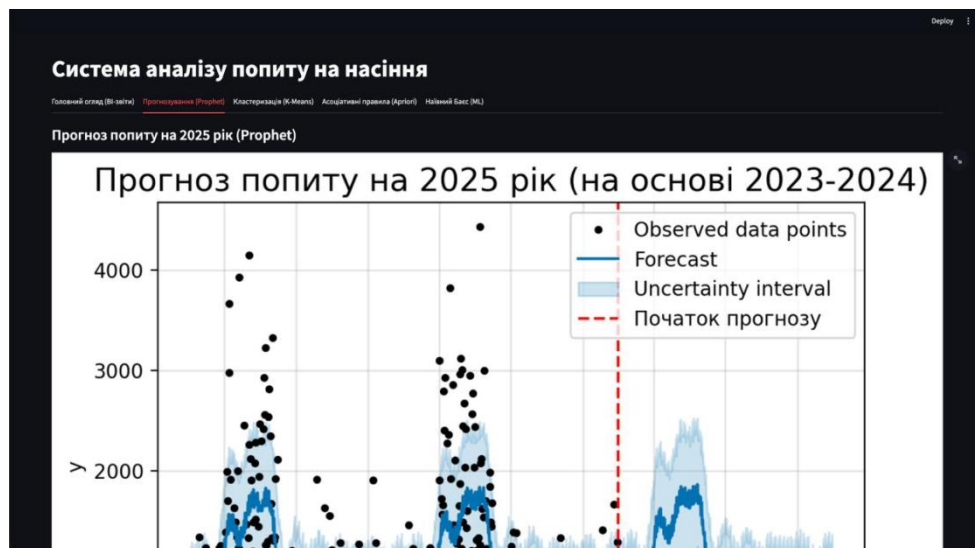 Deploy
Система аналізу попиту на насіння
Головний огляд (BI-звіти) Прогнозування (Prophet) Кластеризація (K-Means) Асоціативні правила (Apriori) Наївний Баєс (ML)
Прогноз попиту на 2025 рік (Prophet)
Прогноз попиту на 2025 рік (на основі 2023-2024)
Observed data points
Forecast
Uncertainty interval
Початок прогнозу
4000
3000
y
2000